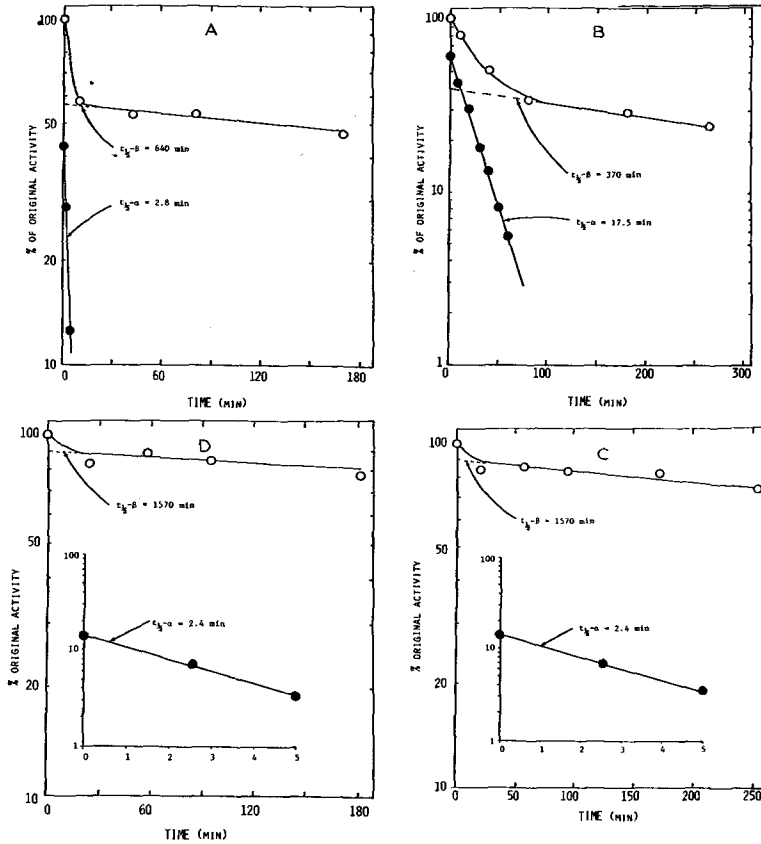 A
100
50
10
% OF ORIGINAL ACTIVITY
t½-β = 640 min
t½-α = 2.8 min
0
60
120
180
TIME (MIN)
B
100
10
1
% OF ORIGINAL ACTIVITY
t½-β = 370 min
t½-α = 17.5 min
0
100
200
300
TIME (MIN)
D
100
50
20
10
% ORIGINAL ACTIVITY
t½-β = 1570 min
100
10
1
t½-α = 2.4 min
0
1
2
3
4
5
0
60
120
180
TIME (MIN)
C
100
50
20
10
% ORIGINAL ACTIVITY
t½-β = 1570 min
100
10
1
t½-α = 2.4 min
0
1
2
3
4
5
0
50
100
150
200
250
TIME (MIN)